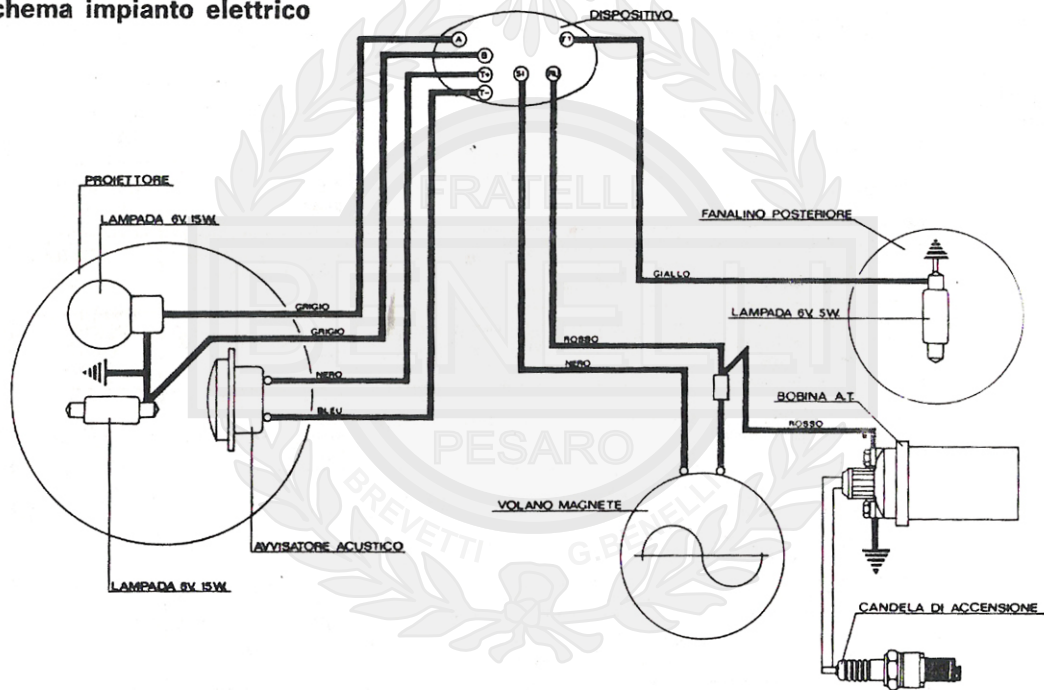 chema impianto elettrico
DISPOSITIVO
A
B
T+
T-
SI
PROIETTORE
LAMPADA 6V. 15W.
FRATELLI
FANALINO POSTERIORE
BENELLI
GIALLO
GRIGIO
LAMPADA 6V. 5W.
GRIGIO
ROSSO
NERO
NERO
BOBINA A.T.
BLEU
ROSSO
PESARO
BREVETTI G.BENELLI
VOLANO MAGNETE
AVVISATORE ACUSTICO
LAMPADA 6V. 15W.
CANDELA DI ACCENSIONE